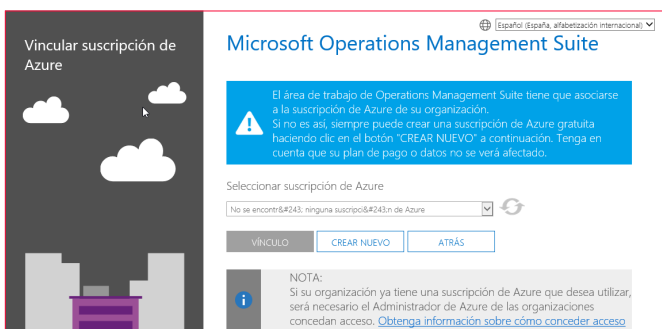 Español (España, alfabetización internacional)
Vincular suscripción de
Azure
Microsoft Operations Management Suite
El área de trabajo de Operations Management Suite tiene que asociarse
a la suscripción de Azure de su organización.
Si no es así, siempre puede crear una suscripción de Azure gratuita
haciendo clic en el botón "CREAR NUEVO" a continuación. Tenga en
cuenta que su plan de pago o datos no se verá afectado.
Seleccionar suscripción de Azure
No se encontr&#243; ninguna suscripci&#243;n de Azure
VÍNCULO CREAR NUEVO ATRÁS
NOTA:
Si su organización ya tiene una suscripción de Azure que desea utilizar,
será necesario el Administrador de Azure de las organizaciones
concedan acceso. Obtenga información sobre cómo conceder acceso